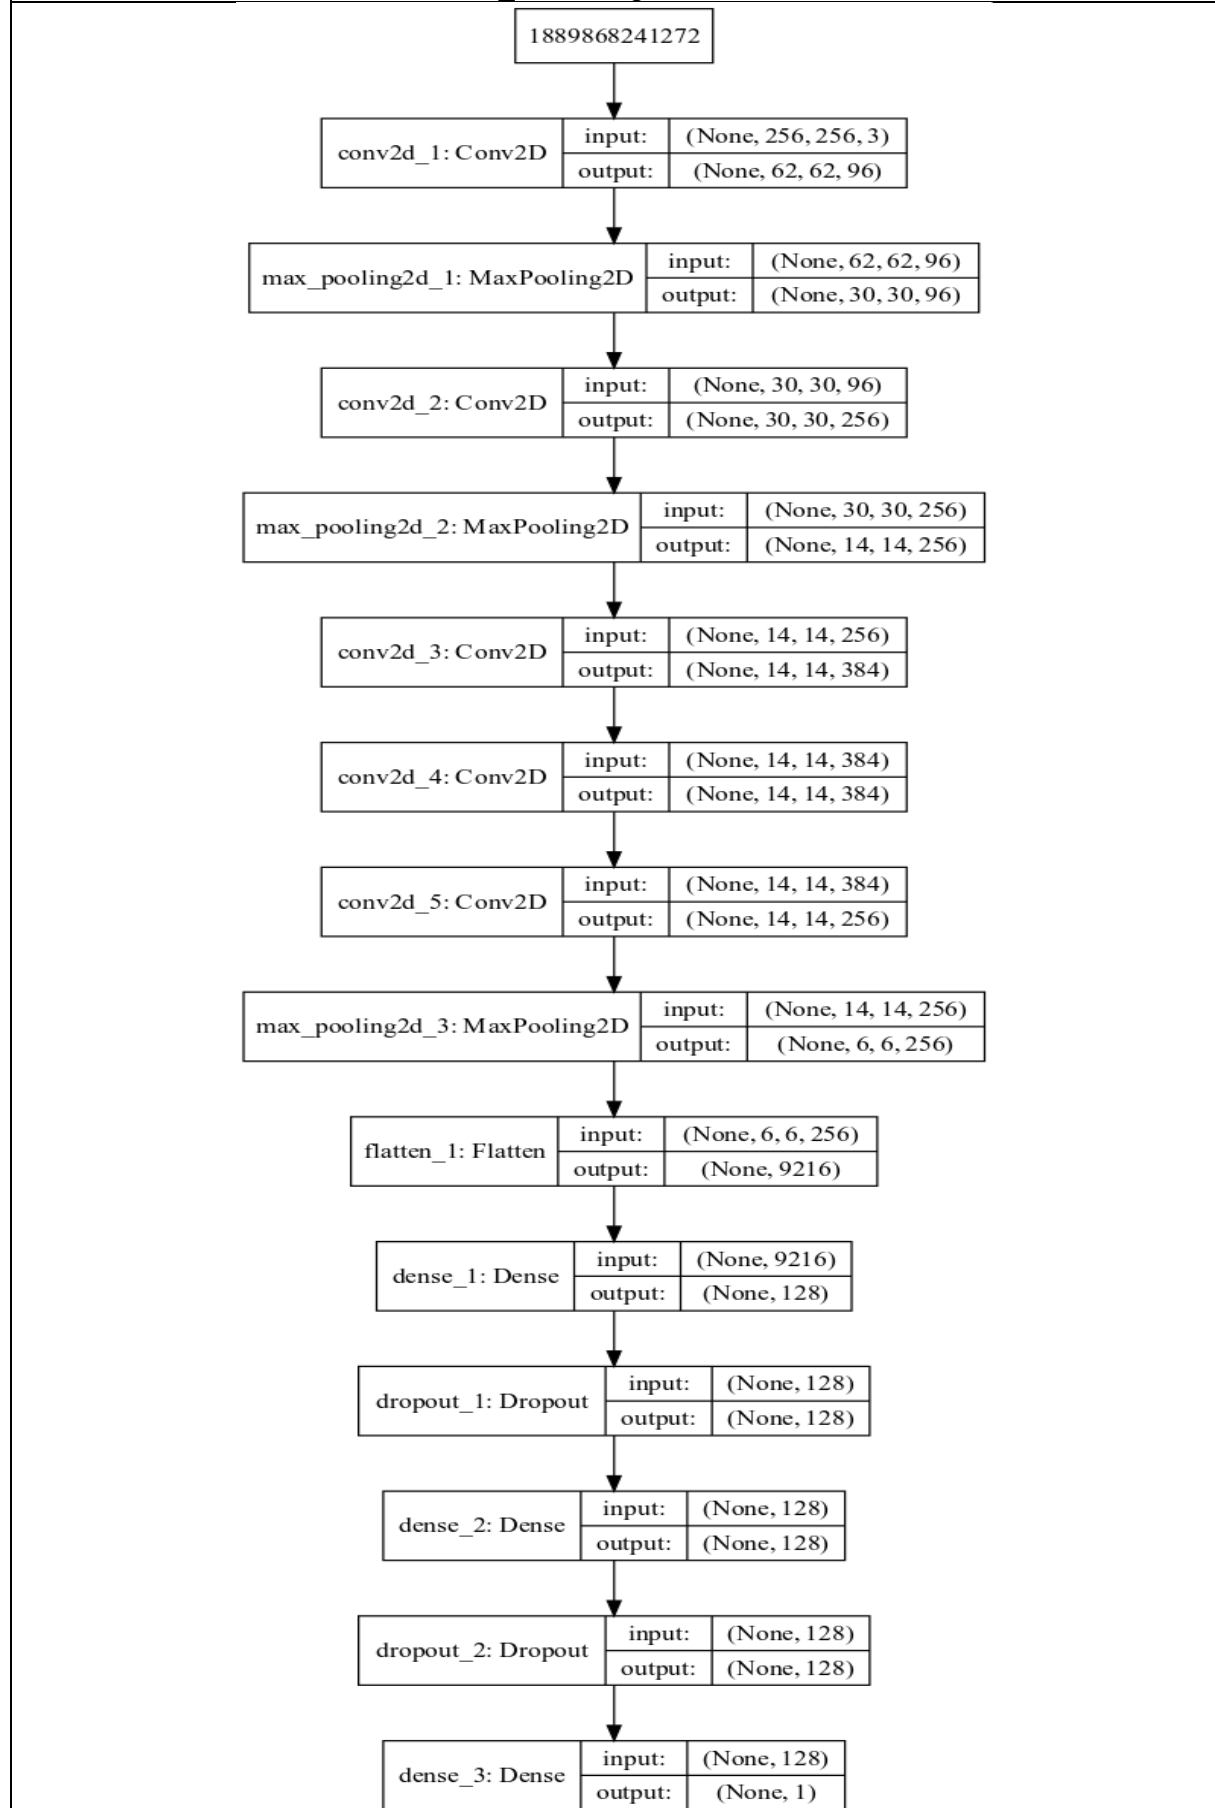 1889868241272
conv2d_1: Conv2D
input: (None, 256, 256, 3)
output: (None, 62, 62, 96)
max_pooling2d_1: MaxPooling2D
input: (None, 62, 62, 96)
output: (None, 30, 30, 96)
conv2d_2: Conv2D
input: (None, 30, 30, 96)
output: (None, 30, 30, 256)
max_pooling2d_2: MaxPooling2D
input: (None, 30, 30, 256)
output: (None, 14, 14, 256)
conv2d_3: Conv2D
input: (None, 14, 14, 256)
output: (None, 14, 14, 384)
conv2d_4: Conv2D
input: (None, 14, 14, 384)
output: (None, 14, 14, 384)
conv2d_5: Conv2D
input: (None, 14, 14, 384)
output: (None, 14, 14, 256)
max_pooling2d_3: MaxPooling2D
input: (None, 14, 14, 256)
output: (None, 6, 6, 256)
flatten_1: Flatten
input: (None, 6, 6, 256)
output: (None, 9216)
dense_1: Dense
input: (None, 9216)
output: (None, 128)
dropout_1: Dropout
input: (None, 128)
output: (None, 128)
dense_2: Dense
input: (None, 128)
output: (None, 128)
dropout_2: Dropout
input: (None, 128)
output: (None, 128)
dense_3: Dense
input: (None, 128)
output: (None, 1)